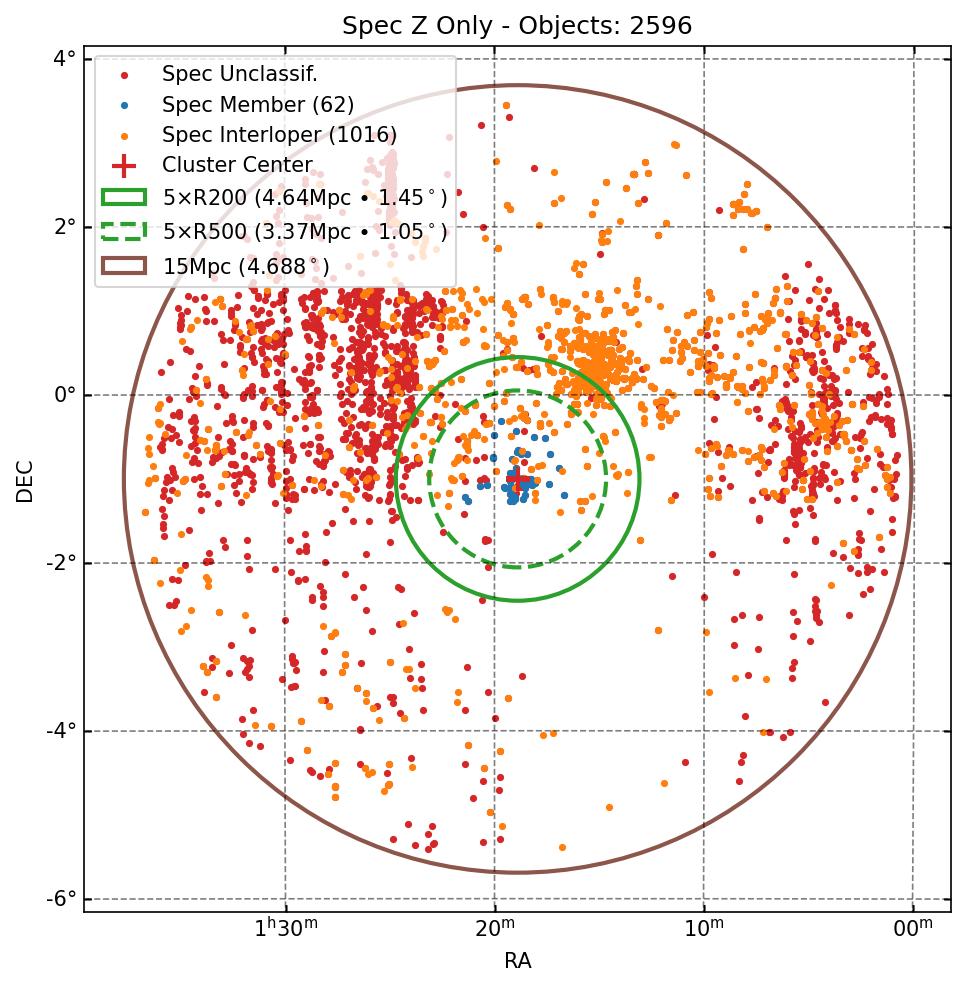 Spec Z Only - Objects: 2596
Spec Unclassif.
Spec Member (62)
Spec Interloper (1016)
Cluster Center
5×R200 (4.64Mpc • 1.45°)
5×R500 (3.37Mpc • 1.05°)
15Mpc (4.688°)
4°
2°
0°
-2°
-4°
-6°
DEC
1ʰ30ᵐ 20ᵐ 10ᵐ 00ᵐ
RA